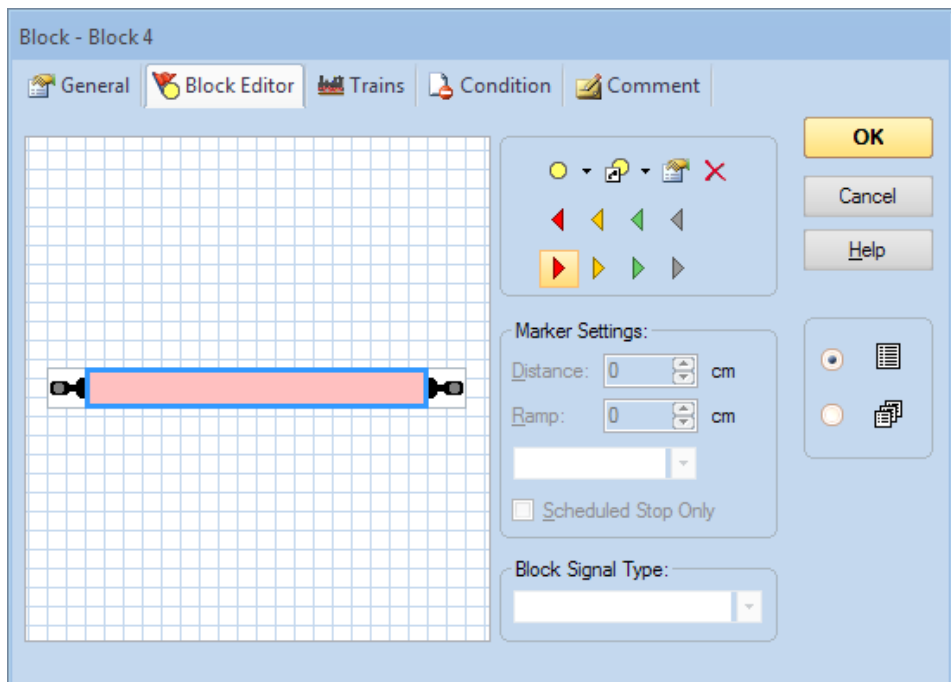 Block - Block 4
General Block Editor Trains Condition Comment
OK
Cancel
Help
Marker Settings:
Distance: 0 cm
Ramp: 0 cm
Scheduled Stop Only
Block Signal Type: